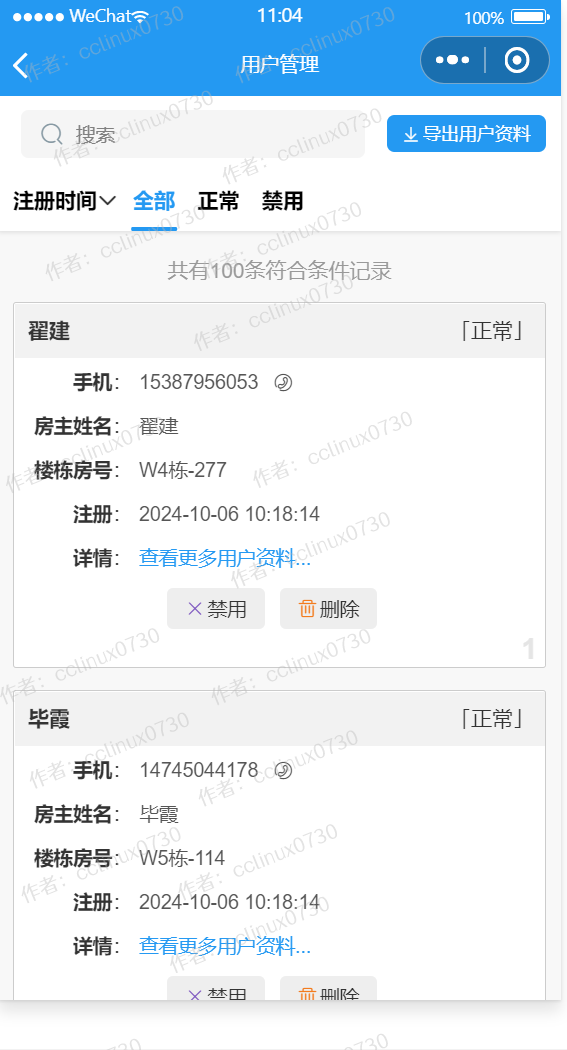 WeChat 11:04 100%
用户管理
搜索 导出用户资料
注册时间 全部 正常 禁用
共有100条符合条件记录
翟建 「正常」
手机： 15387956053
房主姓名： 翟建
楼栋房号： W4栋-277
注册： 2024-10-06 10:18:14
详情： 查看更多用户资料...
禁用 删除
1
毕霞 「正常」
手机： 14745044178
房主姓名： 毕霞
楼栋房号： W5栋-114
注册： 2024-10-06 10:18:14
详情： 查看更多用户资料...
禁用 删除
作者：cclinux0730